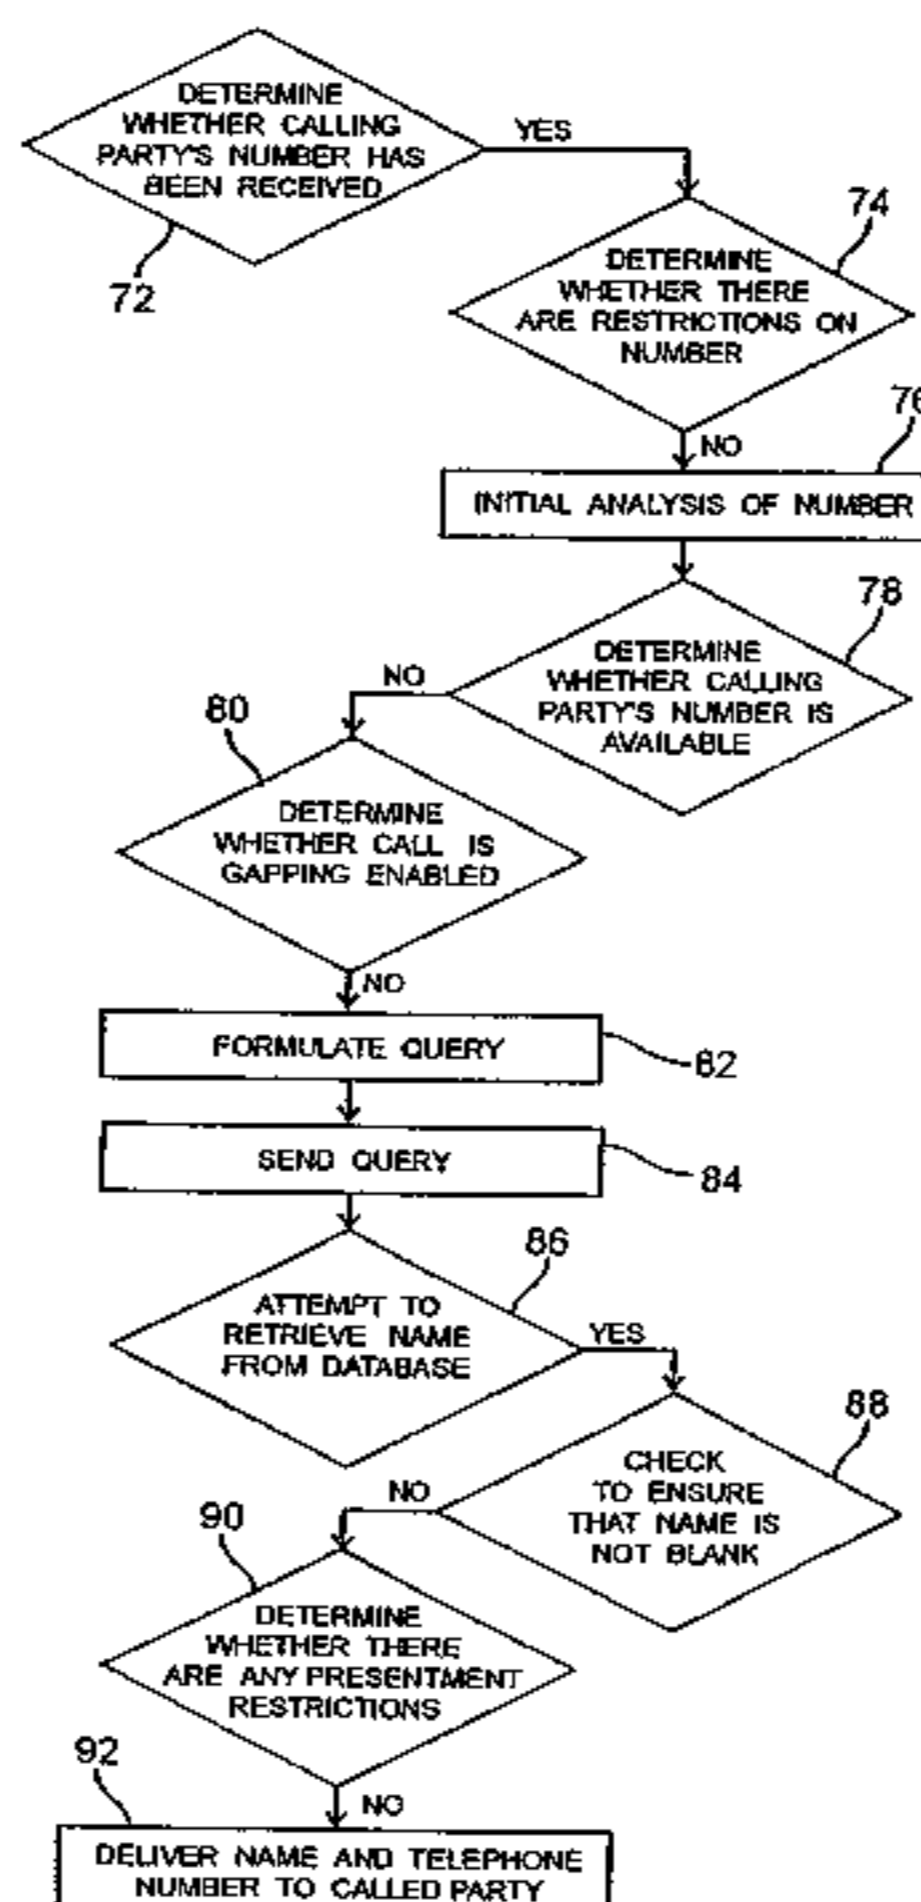 DETERMINE
WHETHER CALLING
PARTY'S NUMBER HAS
BEEN RECEIVED
YES
72
74
DETERMINE
WHETHER THERE
ARE RESTRICTIONS ON
NUMBER
NO
76
INITIAL ANALYSIS OF NUMBER
78
DETERMINE
WHETHER CALLING
PARTY'S NUMBER IS
AVAILABLE
NO
80
DETERMINE
WHETHER CALL IS
GAPPING ENABLED
NO
FORMULATE QUERY
82
SEND QUERY
84
86
ATTEMPT TO
RETRIEVE NAME
FROM DATABASE
YES
88
CHECK
TO ENSURE
THAT NAME IS
NOT BLANK
NO
90
DETERMINE
WHETHER THERE
ARE ANY PRESENTMENT
RESTRICTIONS
NO
92
DELIVER NAME AND TELEPHONE
NUMBER TO CALLED PARTY